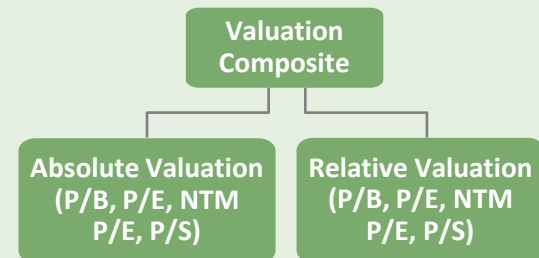 Valuation
Composite
Absolute Valuation
(P/B, P/E, NTM
P/E, P/S)
Relative Valuation
(P/B, P/E, NTM
P/E, P/S)